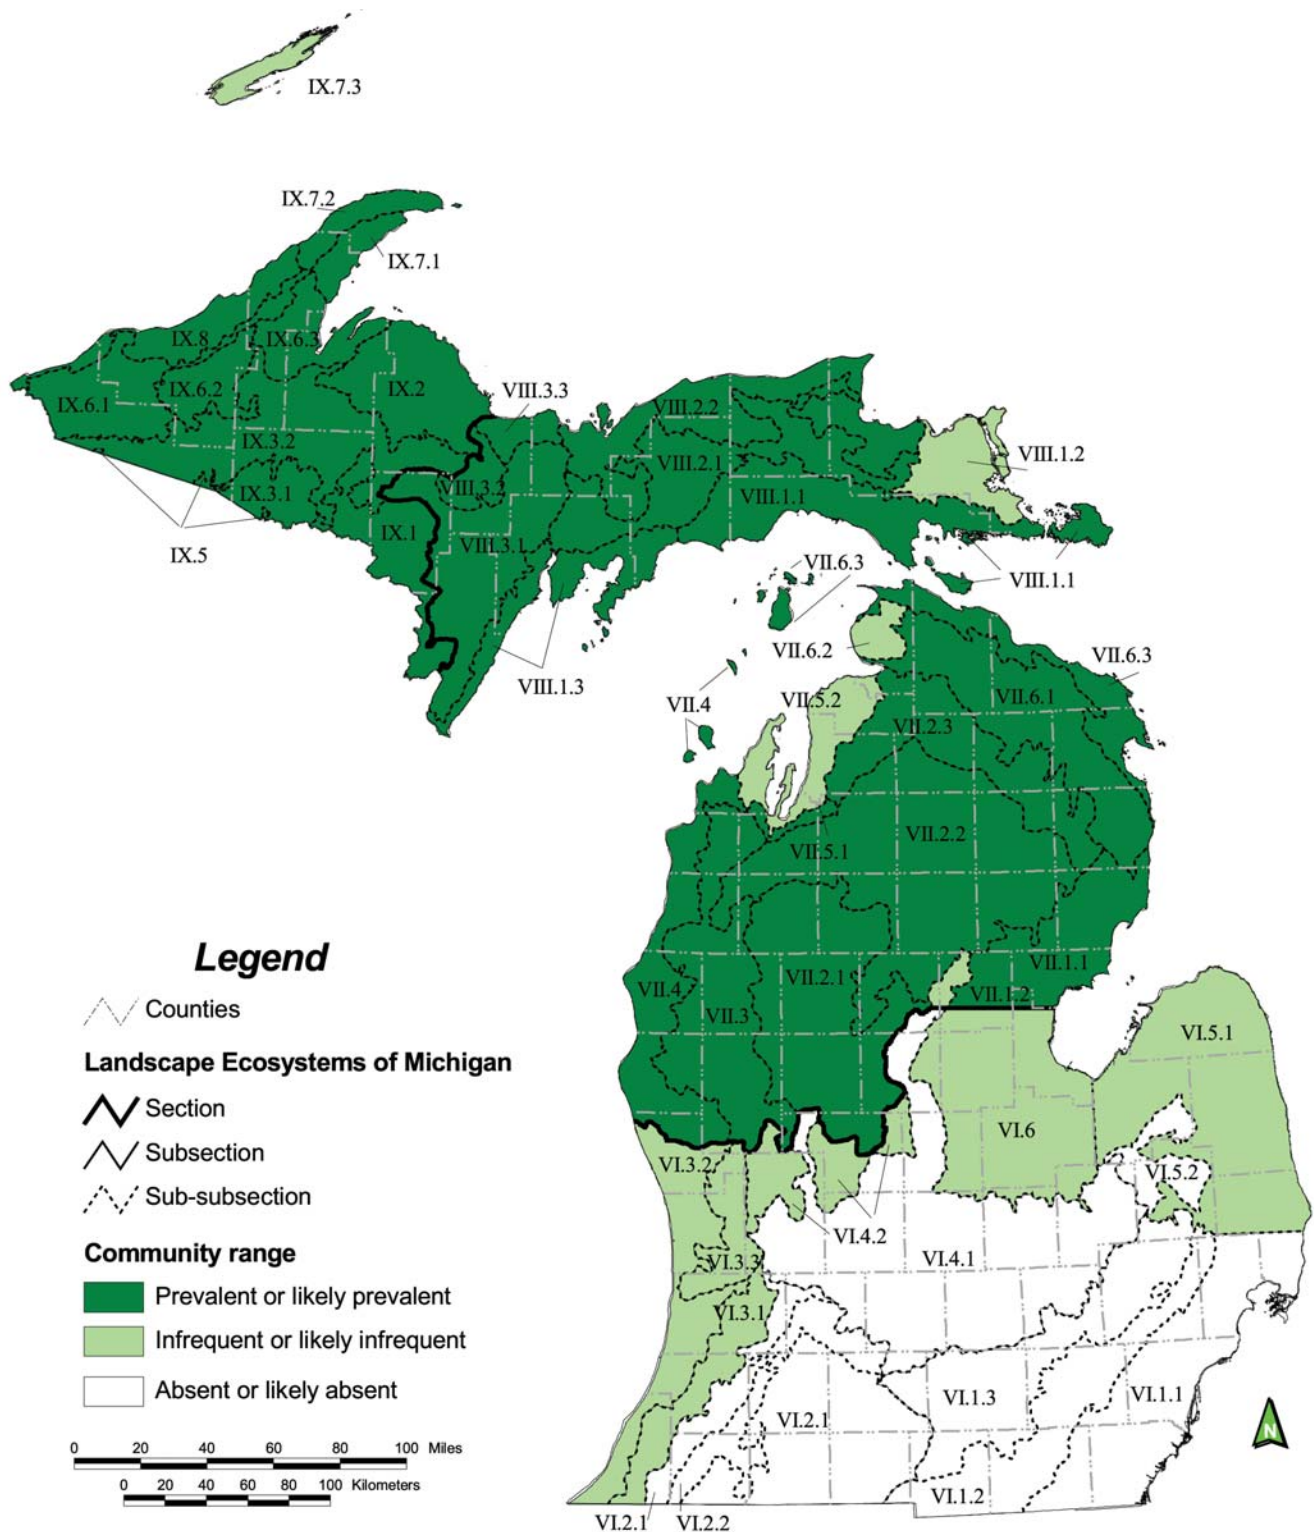 IX.7.3
IX.7.2
IX.7.1
IX.8
IX.6.3
IX.2
VIII.3.3
IX.6.2
IX.6.1
VIII.2.2
IX.3.2
VIII.1.2
VIII.2.1
VIII.3.2
IX.3.1
VIII.1.1
IX.1
VIII.3.1
IX.5
VII.6.3
VIII.1.1
VII.6.2
VII.6.3
VIII.1.3
VII.4
VII.5.2
VII.6.1
VII.2.3
VII.2.2
VII.5.1
VII.1.1
VII.4
VII.2.1
VII.1.2
VII.3
VI.5.1
VI.6
VI.3.2
VI.5.2
VI.4.2
VI.4.1
VI.3.3
VI.3.1
VI.1.3
VI.1.1
VI.2.1
VI.1.2
VI.2.1
VI.2.2
Legend
Counties
Landscape Ecosystems of Michigan
Section
Subsection
Sub-subsection
Community range
Prevalent or likely prevalent
Infrequent or likely infrequent
Absent or likely absent
0 20 40 60 80 100 Miles
0 20 40 60 80 100 Kilometers
N